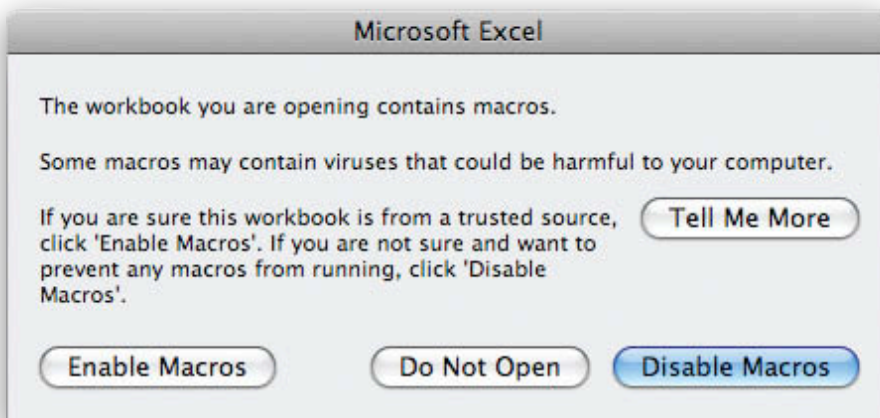 Microsoft Excel
The workbook you are opening contains macros.
Some macros may contain viruses that could be harmful to your computer.
If you are sure this workbook is from a trusted source,
click 'Enable Macros'. If you are not sure and want to
prevent any macros from running, click 'Disable
Macros'.
Tell Me More
Enable Macros
Do Not Open
Disable Macros